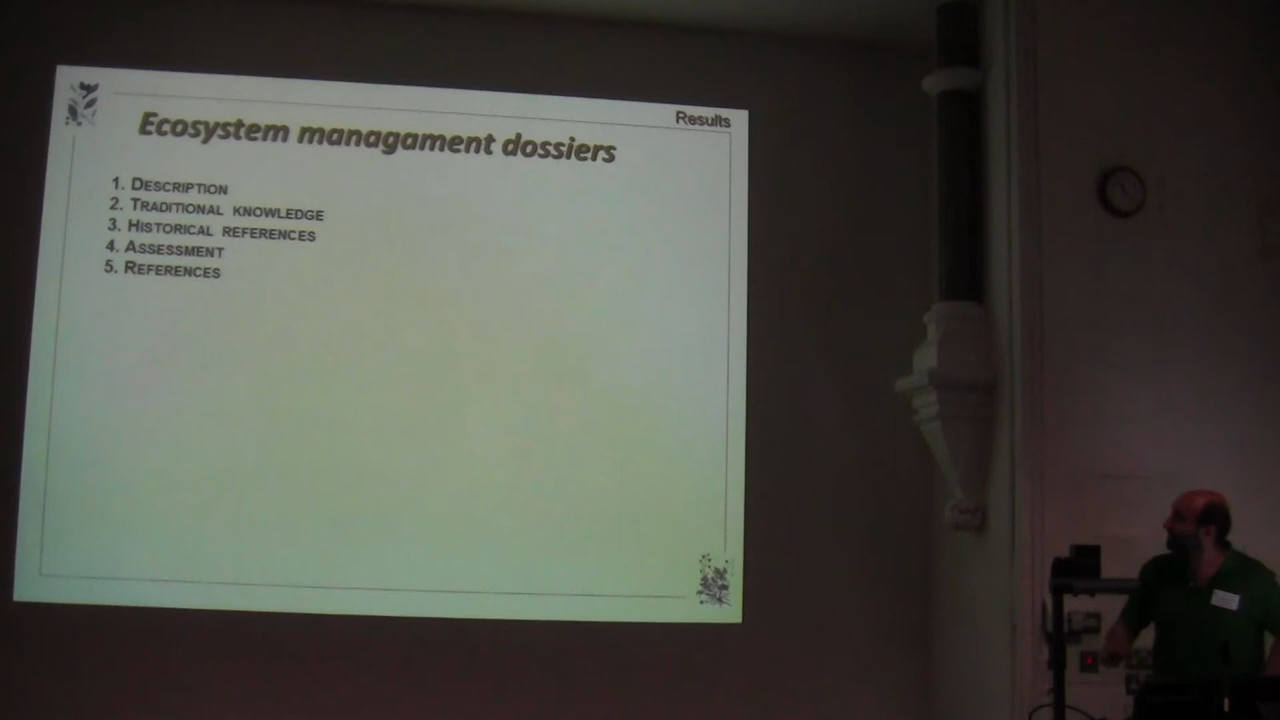 Results
Ecosystem managament dossiers
1. DESCRIPTION
2. TRADITIONAL KNOWLEDGE
3. HISTORICAL REFERENCES
4. ASSESSMENT
5. REFERENCES